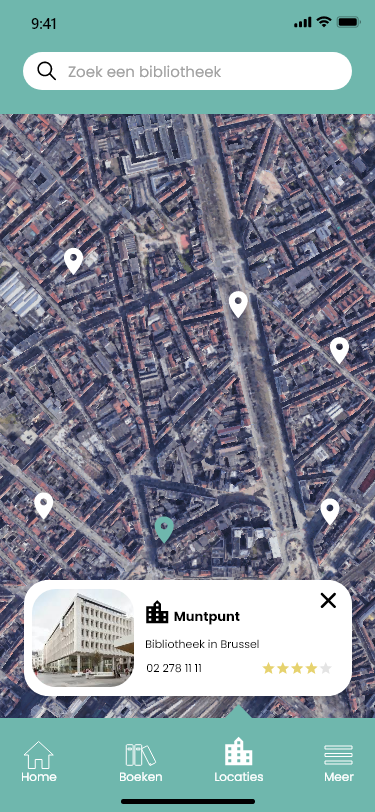 9:41
Zoek een bibliotheek
Muntpunt
Bibliotheek in Brussel
02 278 11 11
Home
Boeken
Locaties
Meer